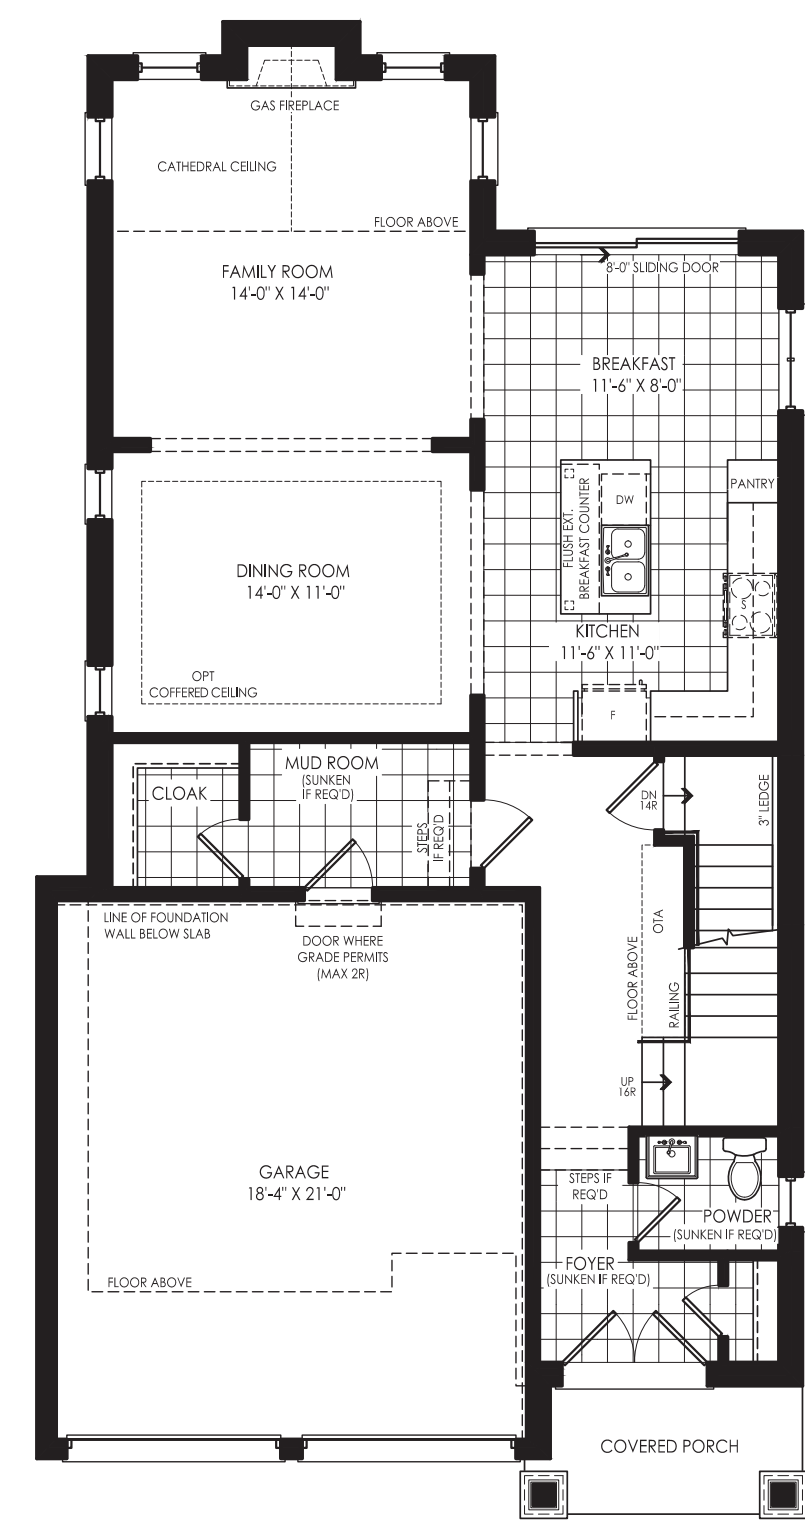 GAS FIREPLACE
CATHEDRAL CEILING
FLOOR ABOVE
FAMILY ROOM
14'-0" X 14'-0"
8'-0" SLIDING DOOR
BREAKFAST
11'-6" X 8'-0"
PANTRY
DW
FLUSH EXT.
BREAKFAST COUNTER
S
DINING ROOM
14'-0" X 11'-0"
KITCHEN
11'-6" X 11'-0"
OPT
COFFERED CEILING
F
MUD ROOM
(SUNKEN
IF REQ'D)
CLOAK
STEPS
IF REQ'D
DN
14R
3" LEDGE
LINE OF FOUNDATION
WALL BELOW SLAB
DOOR WHERE
GRADE PERMITS
(MAX 2R)
FLOOR ABOVE
OTA
RAILING
UP
16R
GARAGE
18'-4" X 21'-0"
STEPS IF
REQ'D
POWDER
(SUNKEN IF REQ'D)
FOYER
(SUNKEN IF REQ'D)
FLOOR ABOVE
COVERED PORCH